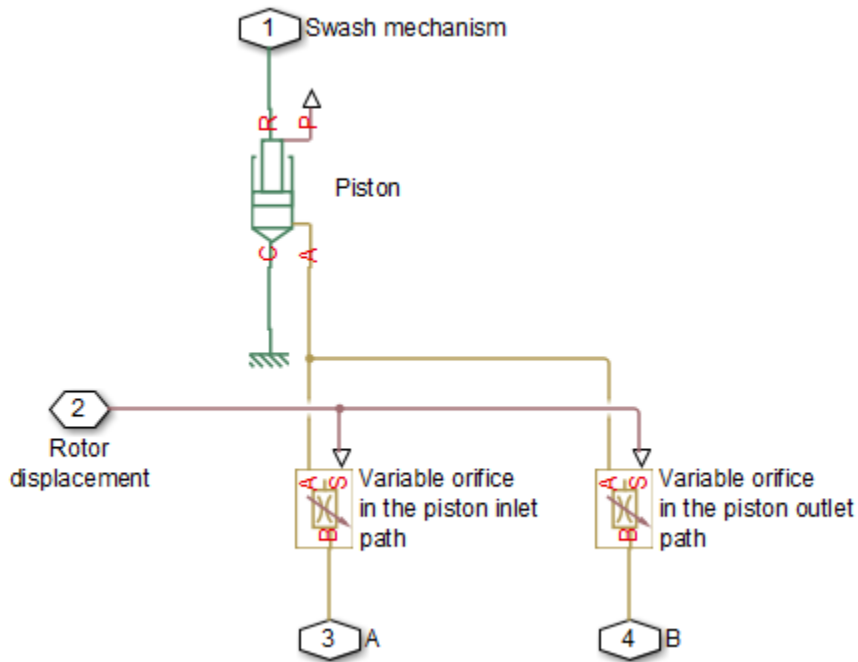 1 Swash mechanism
R P
Piston
C A
2
Rotor
displacement
A S Variable orifice
in the piston inlet
B path
A S Variable orifice
in the piston outlet
B path
3 A
4 B